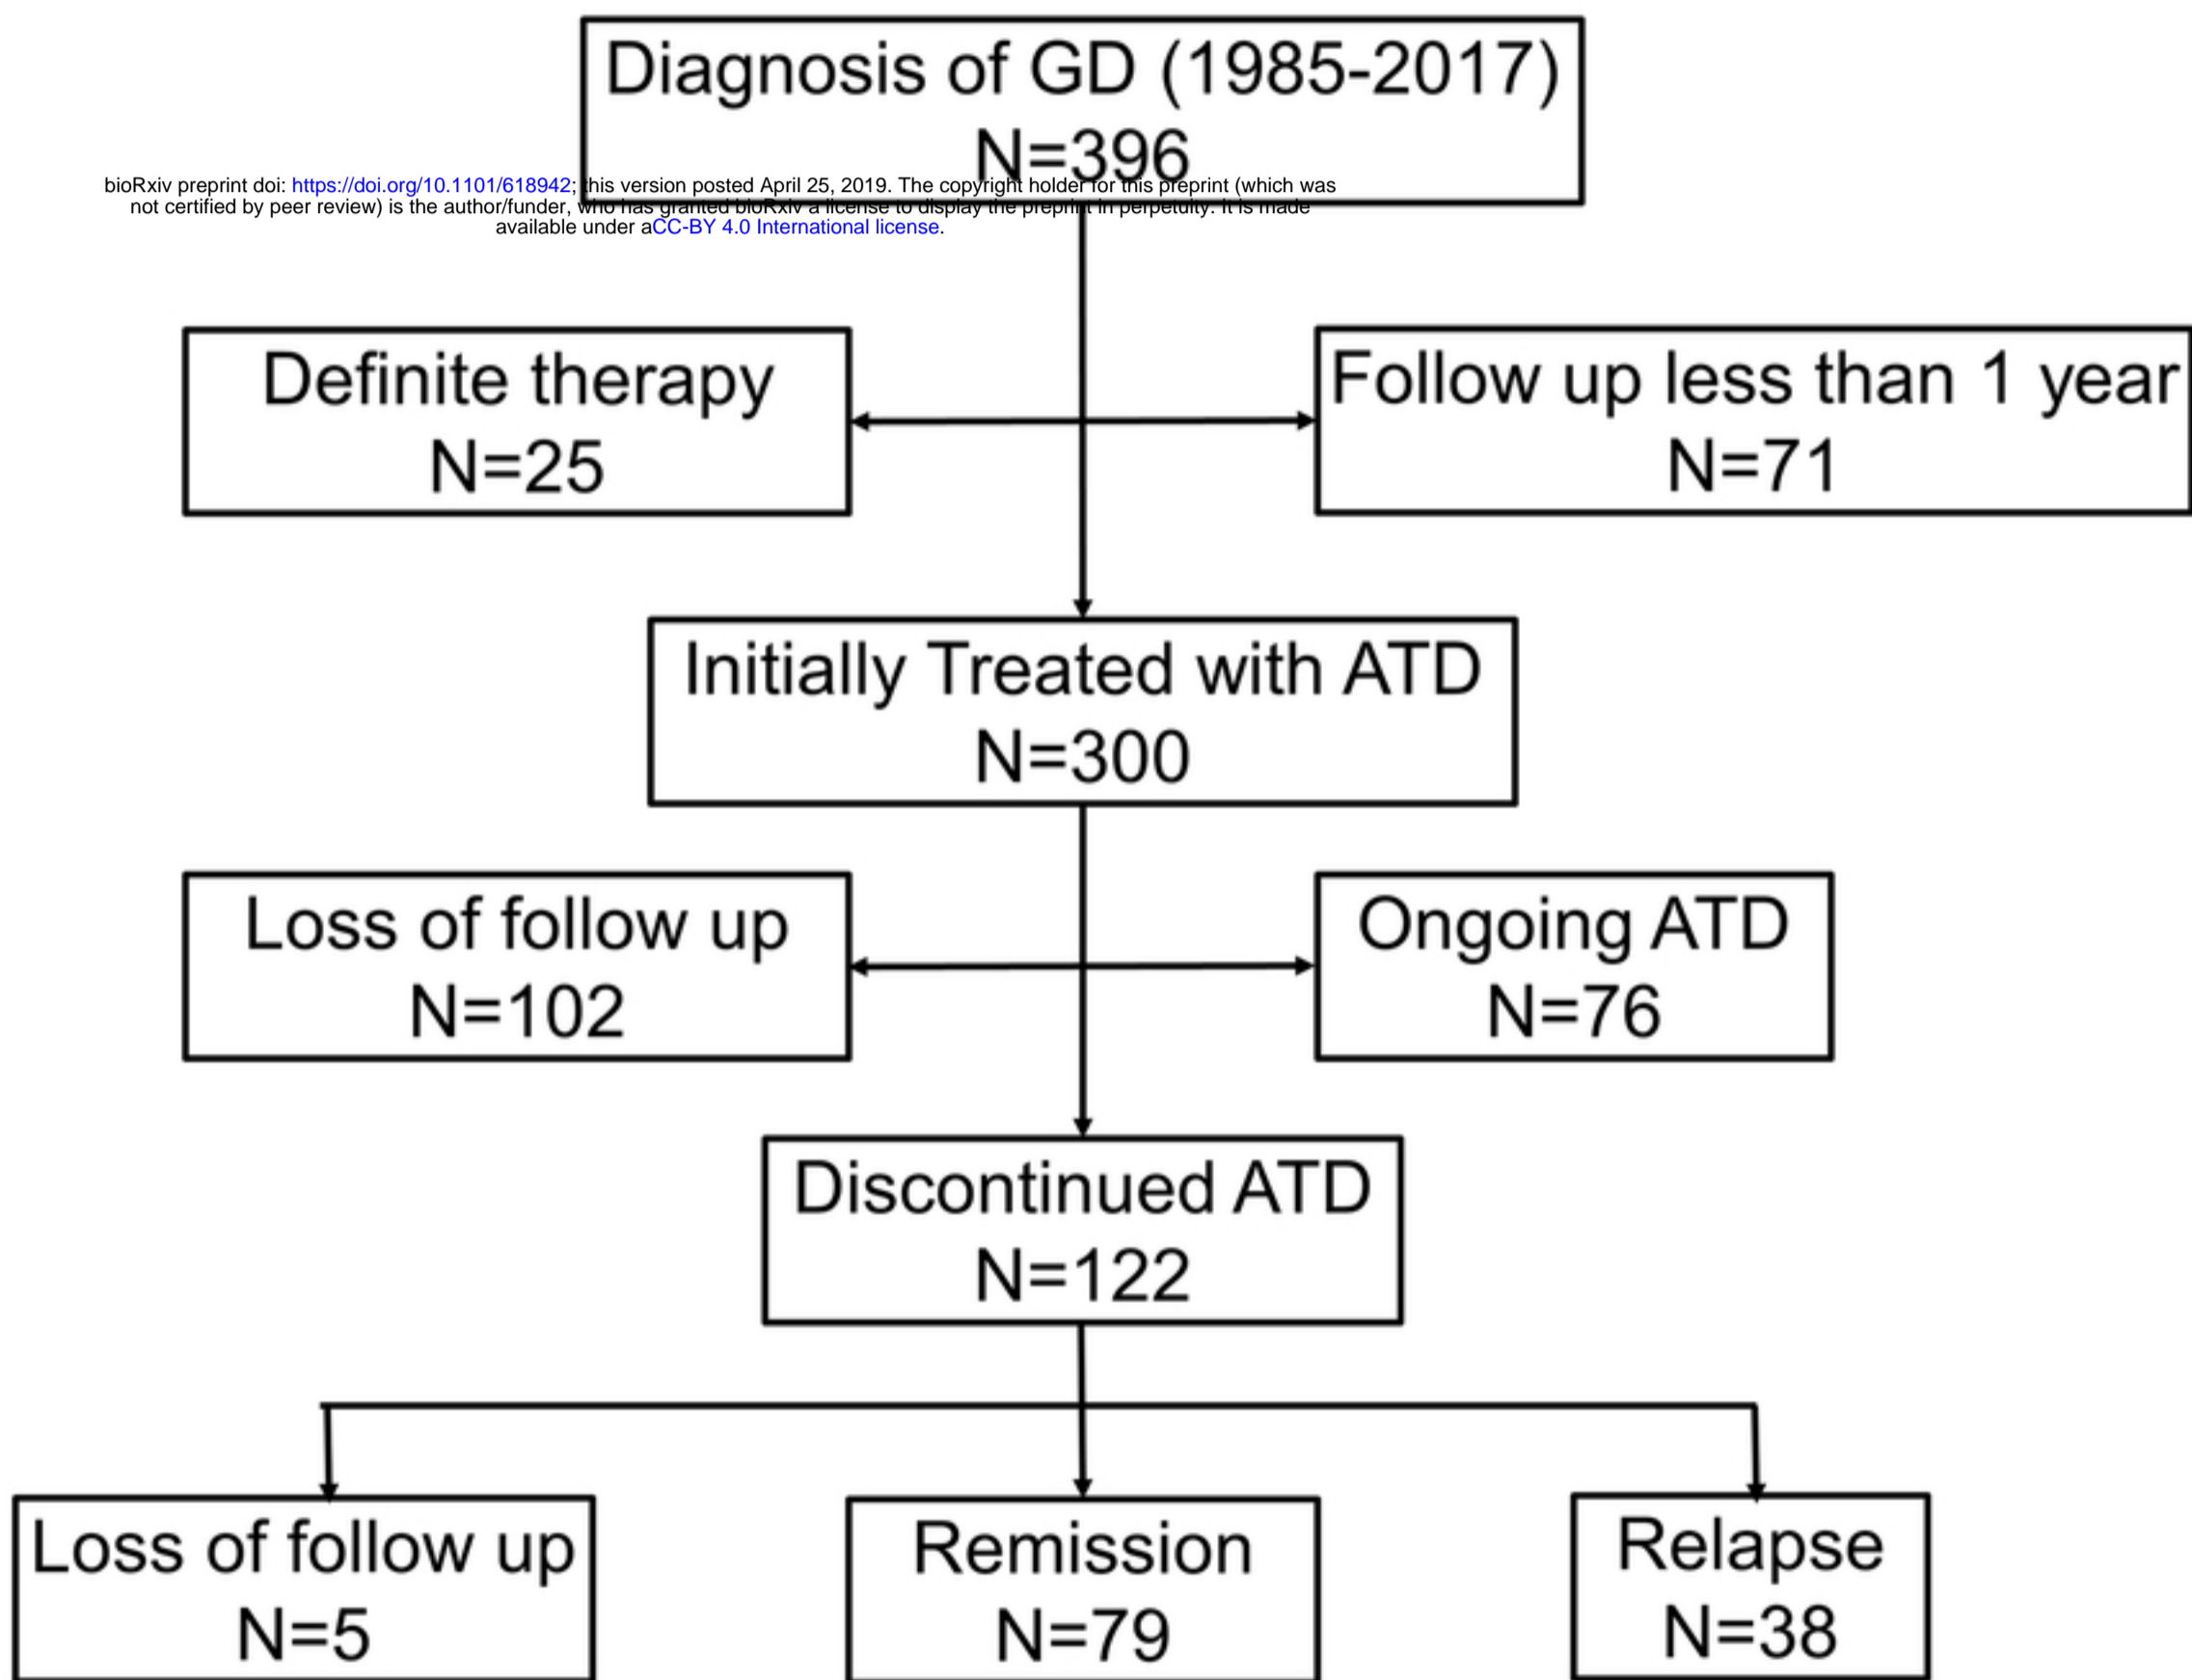 Diagnosis of GD (1985-2017)
N=396
bioRxiv preprint doi: https://doi.org/10.1101/618942; this version posted April 25, 2019. The copyright holder for this preprint (which was
not certified by peer review) is the author/funder, who has granted bioRxiv a license to display the preprint in perpetuity. It is made
available under aCC-BY 4.0 International license.
Definite therapy
N=25
Follow up less than 1 year
N=71
Initially Treated with ATD
N=300
Loss of follow up
N=102
Ongoing ATD
N=76
Discontinued ATD
N=122
Loss of follow up
N=5
Remission
N=79
Relapse
N=38